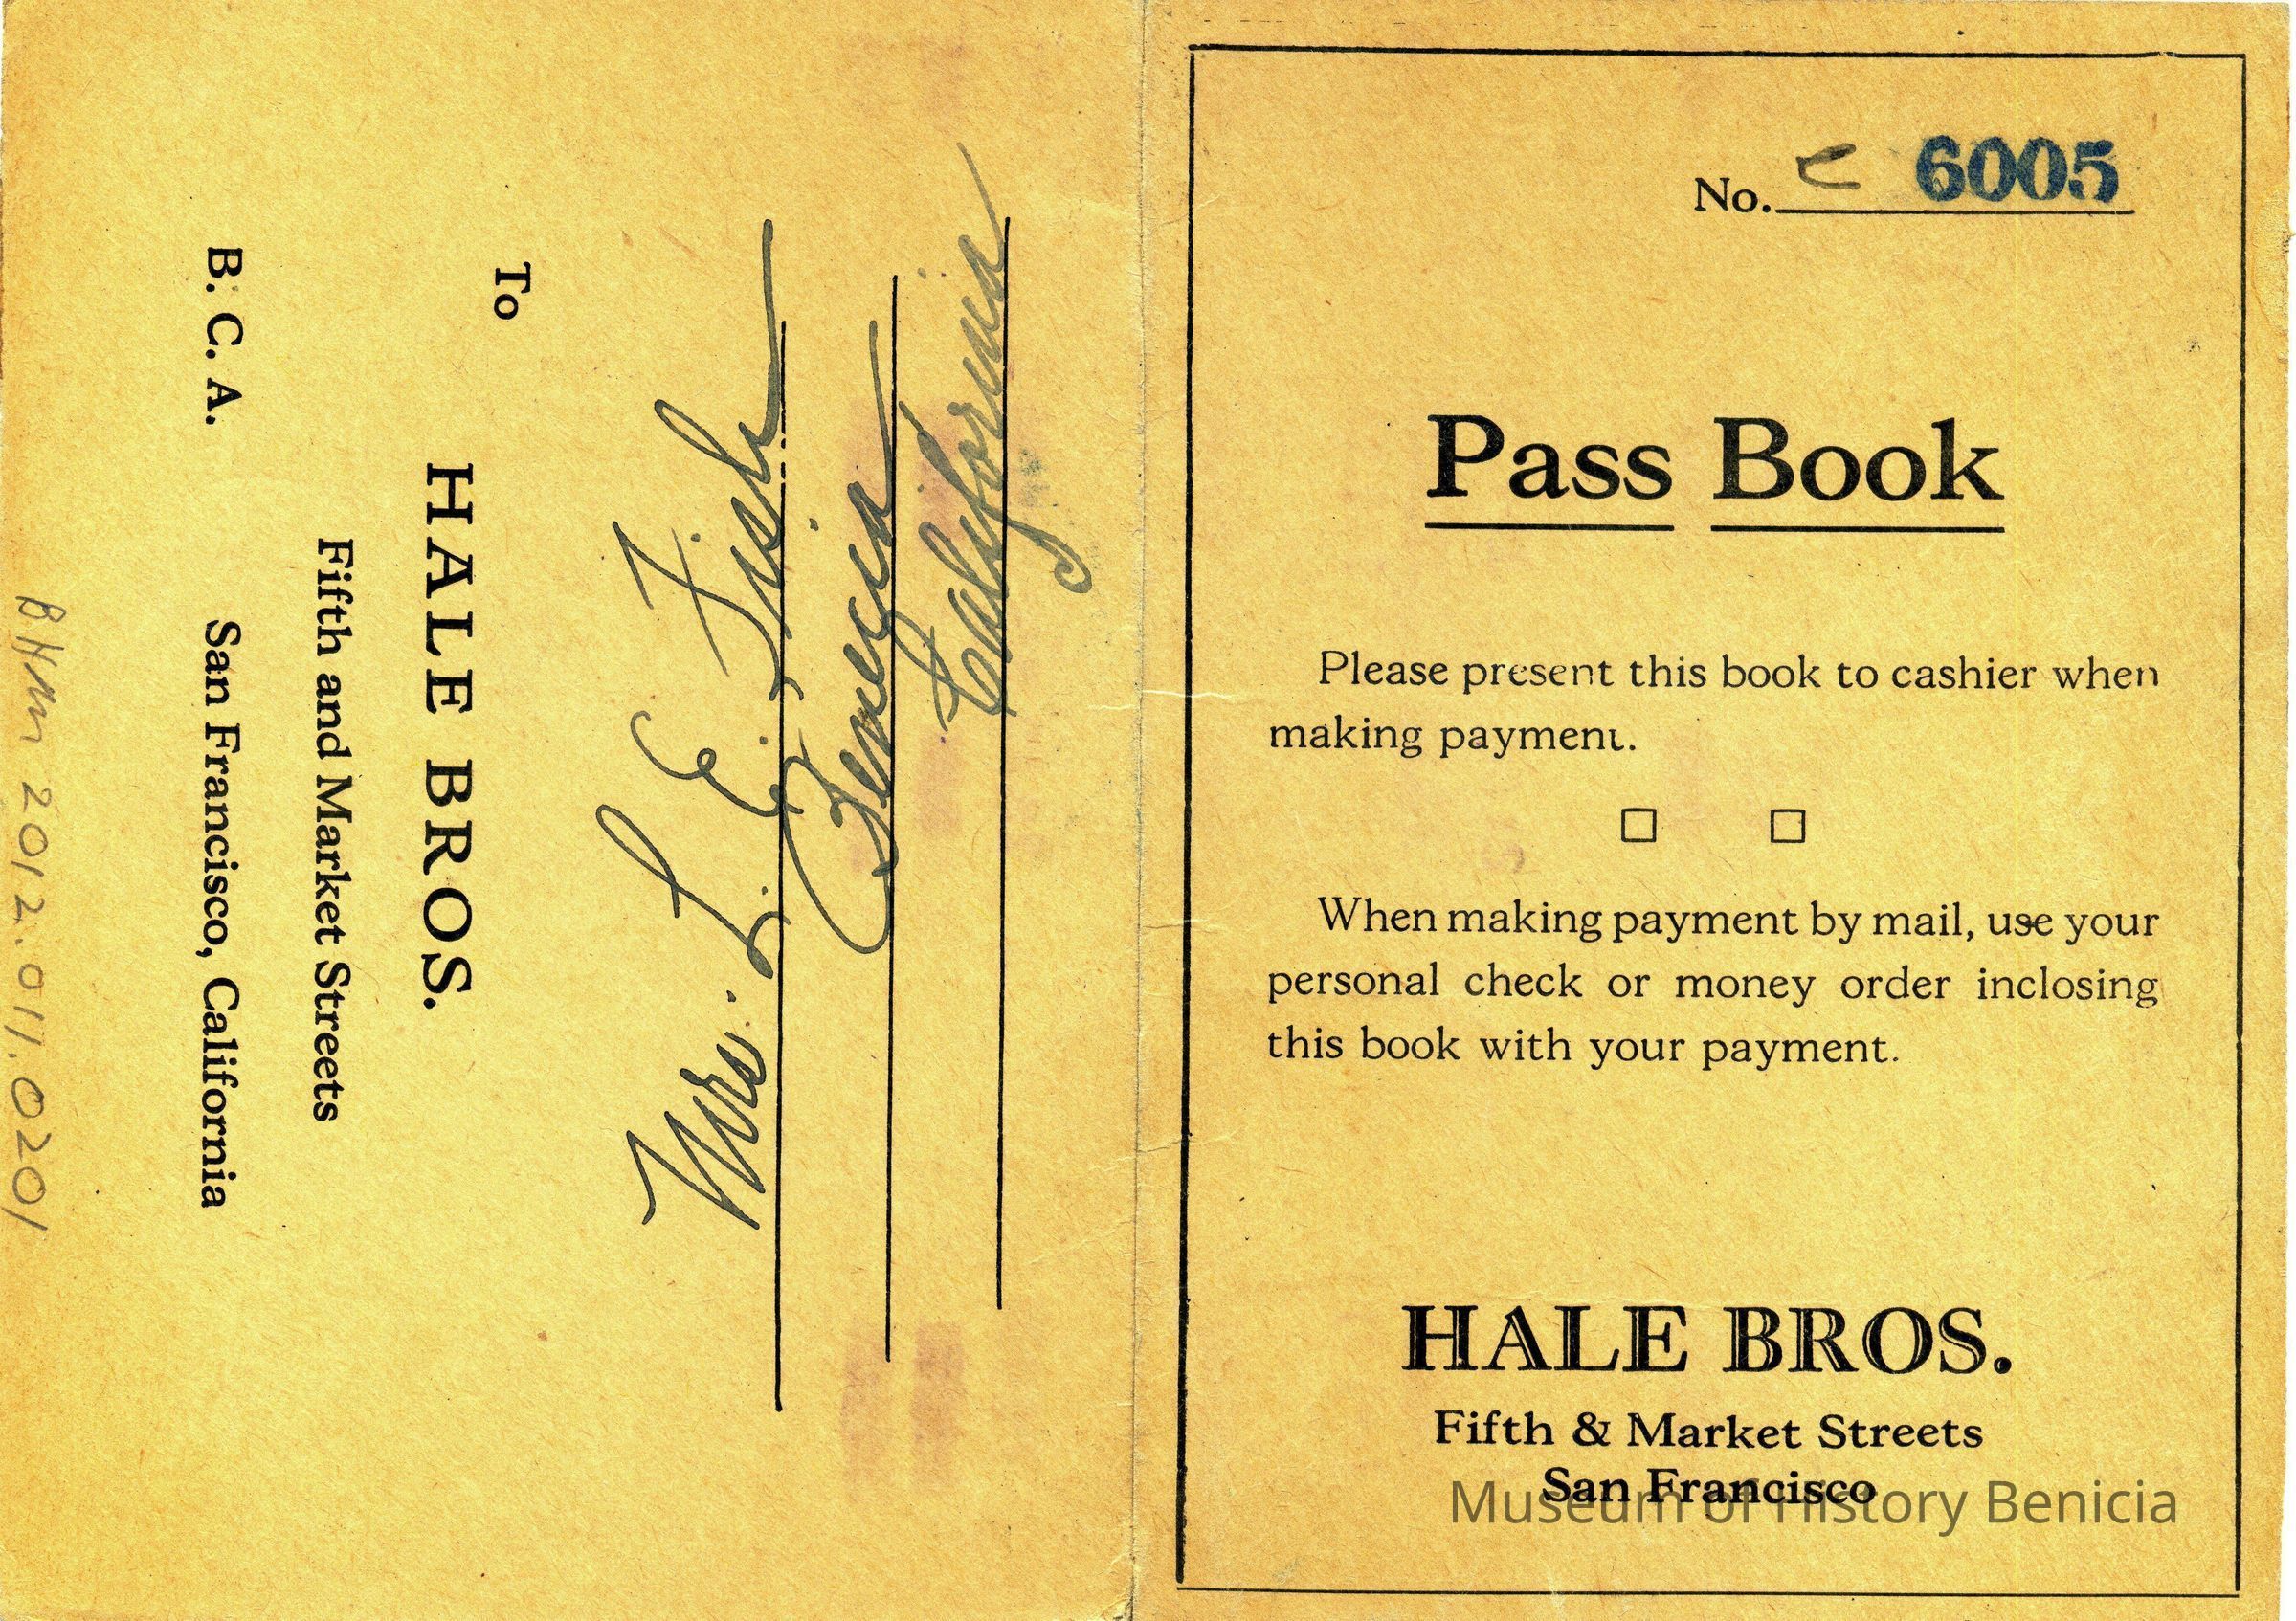 No. C 6005
Pass Book
Please present this book to cashier when
making payment.
When making payment by mail, use your
personal check or money order inclosing
this book with your payment.
HALE BROS.
Fifth & Market Streets
San Francisco
Museum of History Benicia
Mrs. L. E. Fish
Benicia
California
To
HALE BROS.
Fifth and Market Streets
B. C. A. San Francisco, California
BHM 2012.011.0201